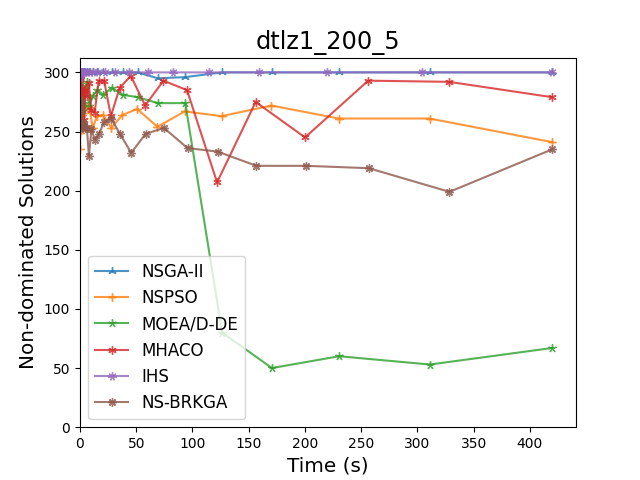 dtlz1_200_5
Non-dominated Solutions
300
250
200
150
100
50
0
NSGA-II
NSPSO
MOEA/D-DE
MHACO
IHS
NS-BRKGA
0 50 100 150 200 250 300 350 400
Time (s)